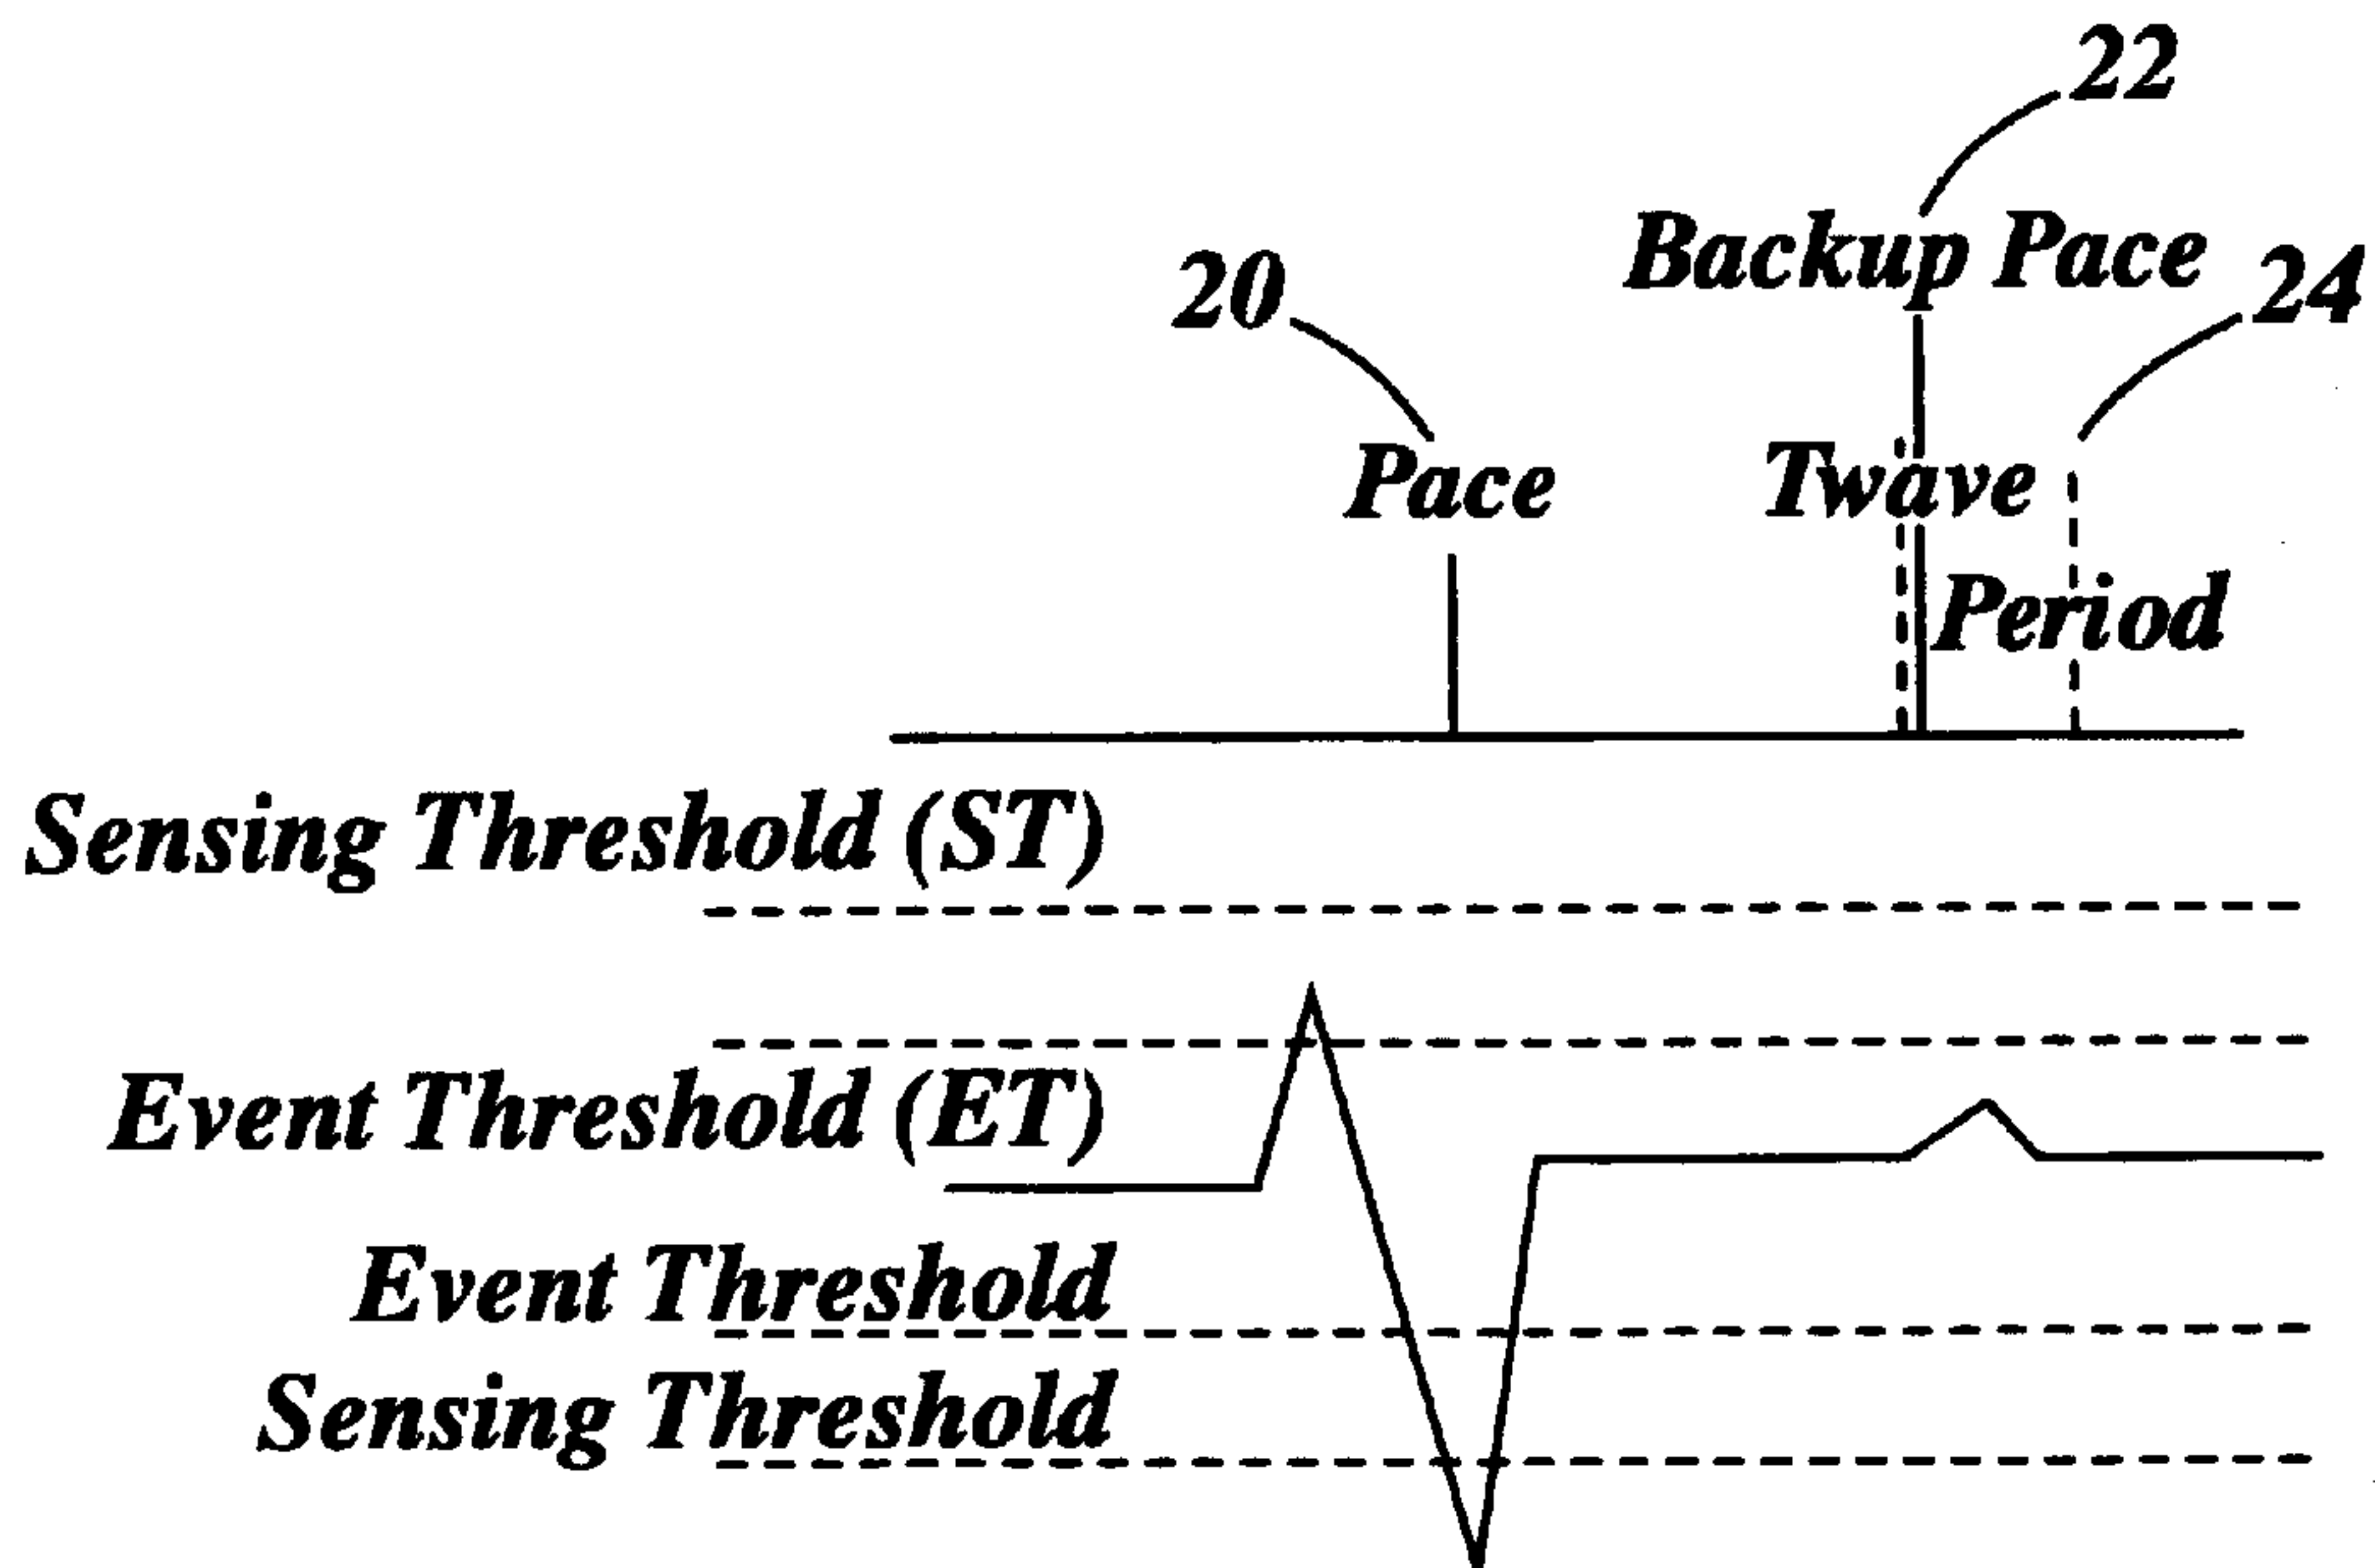 22
Backup Pace
20
24
Pace
Twave
Period
Sensing Threshold (ST)
Event Threshold (ET)
Event Threshold
Sensing Threshold